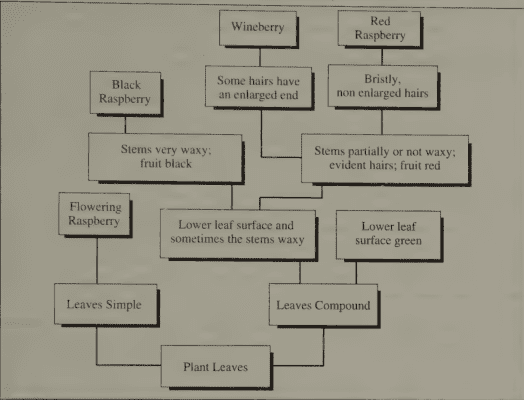 Wineberry
Red
Raspberry
Black
Raspberry
Some hairs have
an enlarged end
Bristly,
non enlarged hairs
Stems very waxy;
fruit black
Stems partially or not waxy;
evident hairs; fruit red
Flowering
Raspberry
Lower leaf surface and
sometimes the stems waxy
Lower leaf
surface green
Leaves Simple
Leaves Compound
Plant Leaves